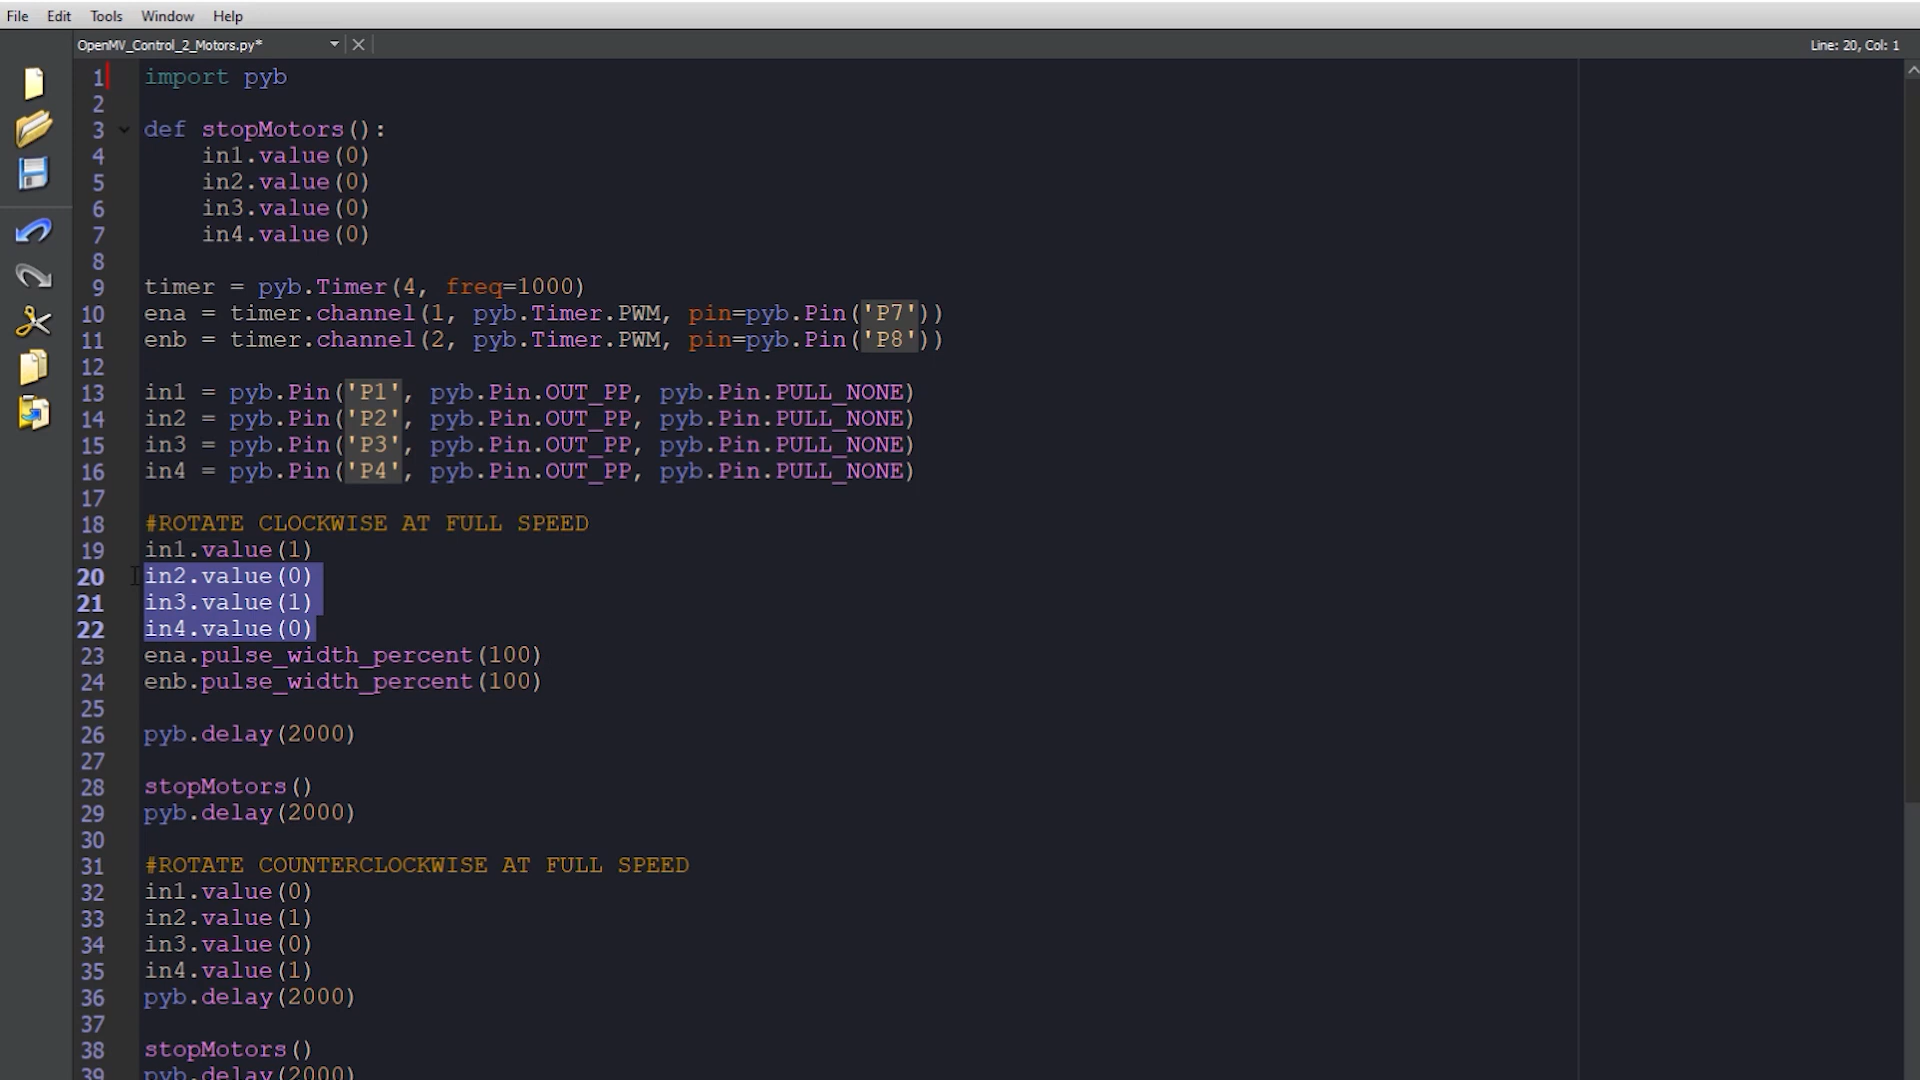 File Edit Tools Window Help
OpenMV_Control_2_Motors.py* Line: 20, Col: 1
1 import pyb
2
3 def stopMotors():
4 in1.value(0)
5 in2.value(0)
6 in3.value(0)
7 in4.value(0)
8
9 timer = pyb.Timer(4, freq=1000)
10 ena = timer.channel(1, pyb.Timer.PWM, pin=pyb.Pin('P7'))
11 enb = timer.channel(2, pyb.Timer.PWM, pin=pyb.Pin('P8'))
12
13 in1 = pyb.Pin('P1', pyb.Pin.OUT_PP, pyb.Pin.PULL_NONE)
14 in2 = pyb.Pin('P2', pyb.Pin.OUT_PP, pyb.Pin.PULL_NONE)
15 in3 = pyb.Pin('P3', pyb.Pin.OUT_PP, pyb.Pin.PULL_NONE)
16 in4 = pyb.Pin('P4', pyb.Pin.OUT_PP, pyb.Pin.PULL_NONE)
17
18 #ROTATE CLOCKWISE AT FULL SPEED
19 in1.value(1)
20 in2.value(0)
21 in3.value(1)
22 in4.value(0)
23 ena.pulse_width_percent(100)
24 enb.pulse_width_percent(100)
25
26 pyb.delay(2000)
27
28 stopMotors()
29 pyb.delay(2000)
30
31 #ROTATE COUNTERCLOCKWISE AT FULL SPEED
32 in1.value(0)
33 in2.value(1)
34 in3.value(0)
35 in4.value(1)
36 pyb.delay(2000)
37
38 stopMotors()
39 pyb.delay(2000)